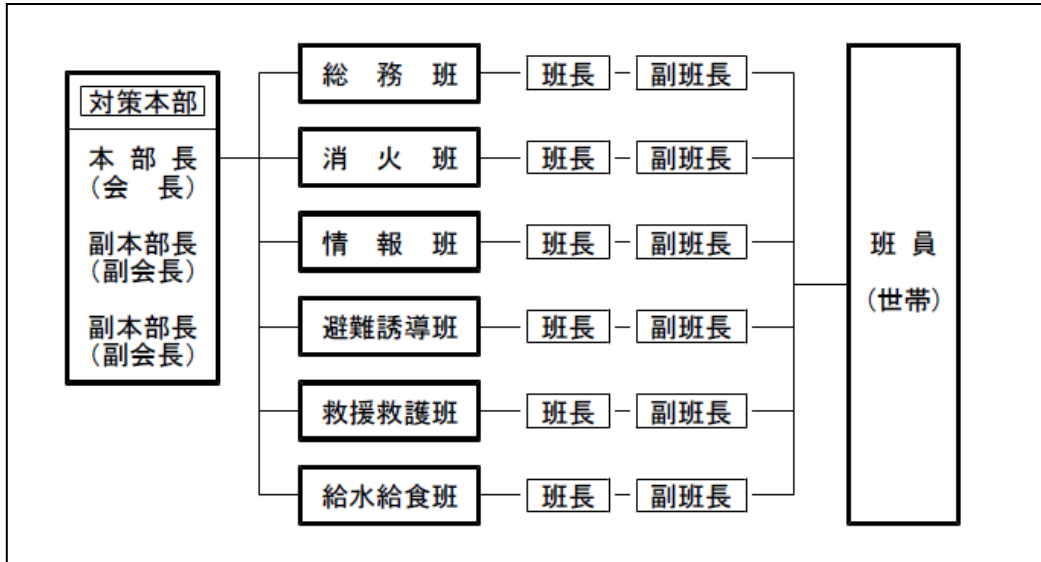 対策本部
本部長
(会　長)
副本部長
(副会長)
副本部長
(副会長)
総　務　班　班長　副班長
消　火　班　班長　副班長
情　報　班　班長　副班長
避難誘導班　班長　副班長
救援救護班　班長　副班長
給水給食班　班長　副班長
班 員
(世帯)